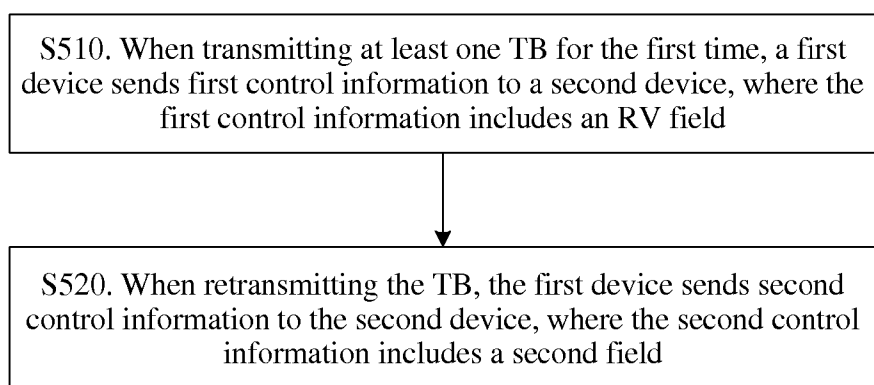 S510. When transmitting at least one TB for the first time, a first
device sends first control information to a second device, where the
first control information includes an RV field
S520. When retransmitting the TB, the first device sends second
control information to the second device, where the second control
information includes a second field